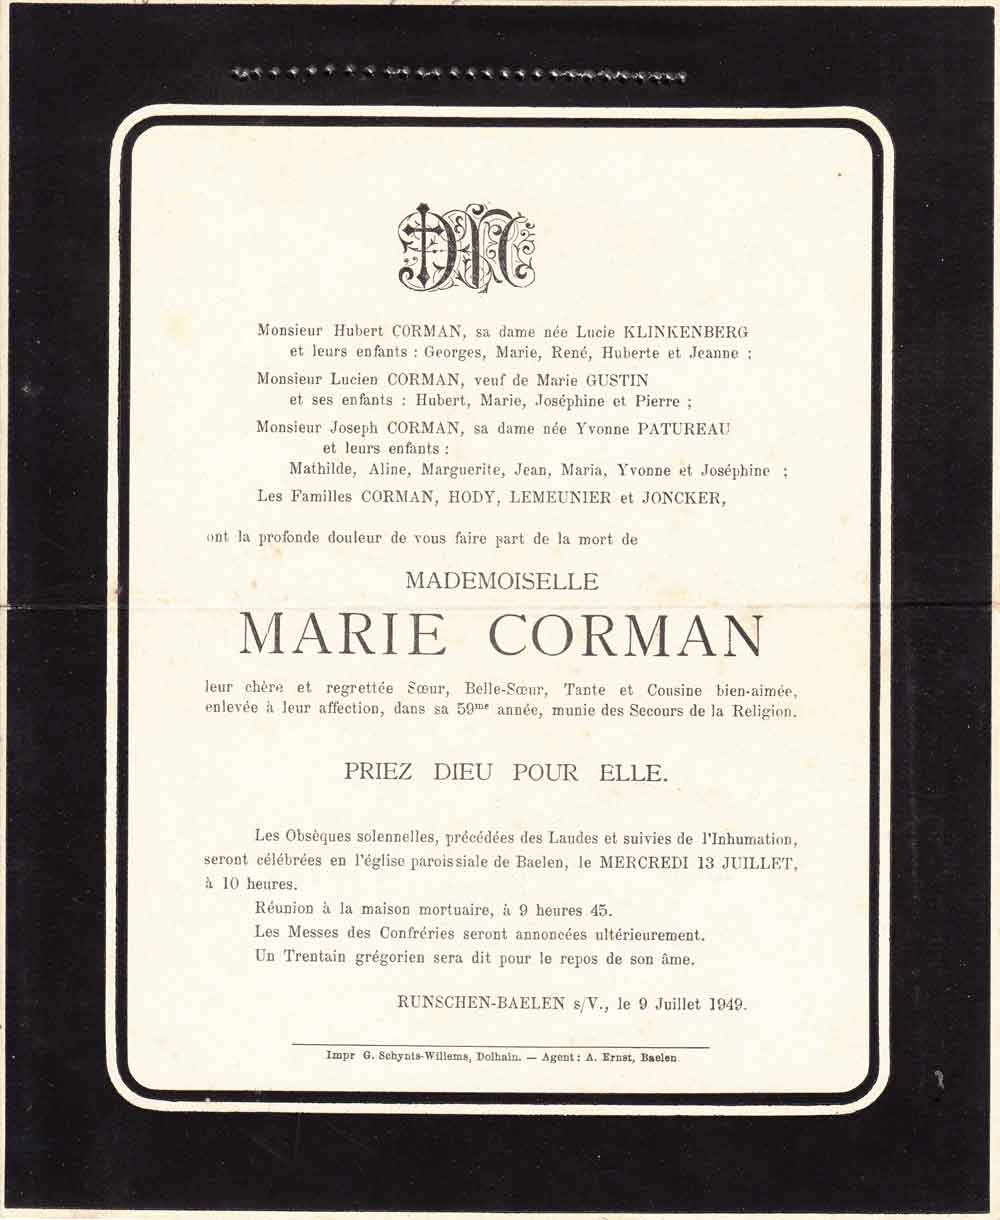 Monsieur Hubert CORMAN, sa dame née Lucie KLINKENBERG
et leurs enfants : Georges, Marie, René, Huberte et Jeanne ;
Monsieur Lucien CORMAN, veuf de Marie GUSTIN
et ses enfants : Hubert, Marie, Joséphine et Pierre ;
Monsieur Joseph CORMAN, sa dame née Yvonne PATUREAU
et leurs enfants :
Mathilde, Aline, Marguerite, Jean, Maria, Yvonne et Joséphine ;
Les Familles CORMAN, HODY, LEMEUNIER et JONCKER,
ont la profonde douleur de vous faire part de la mort de
MADEMOISELLE
MARIE CORMAN
leur chère et regrettée Sœur, Belle-Sœur, Tante et Cousine bien-aimée,
enlevée à leur affection, dans sa 59me année, munie des Secours de la Religion.
PRIEZ DIEU POUR ELLE.
Les Obsèques solennelles, précédées des Laudes et suivies de l'Inhumation,
seront célébrées en l'église paroissiale de Baelen, le MERCREDI 13 JUILLET,
à 10 heures.
Réunion à la maison mortuaire, à 9 heures 45.
Les Messes des Confréries seront annoncées ultérieurement.
Un Trentain grégorien sera dit pour le repos de son âme.
RUNSCHEN-BAELEN s/V., le 9 Juillet 1949.
Impr G. Schynts-Willems, Dolhain. — Agent : A. Ernst, Baelen.